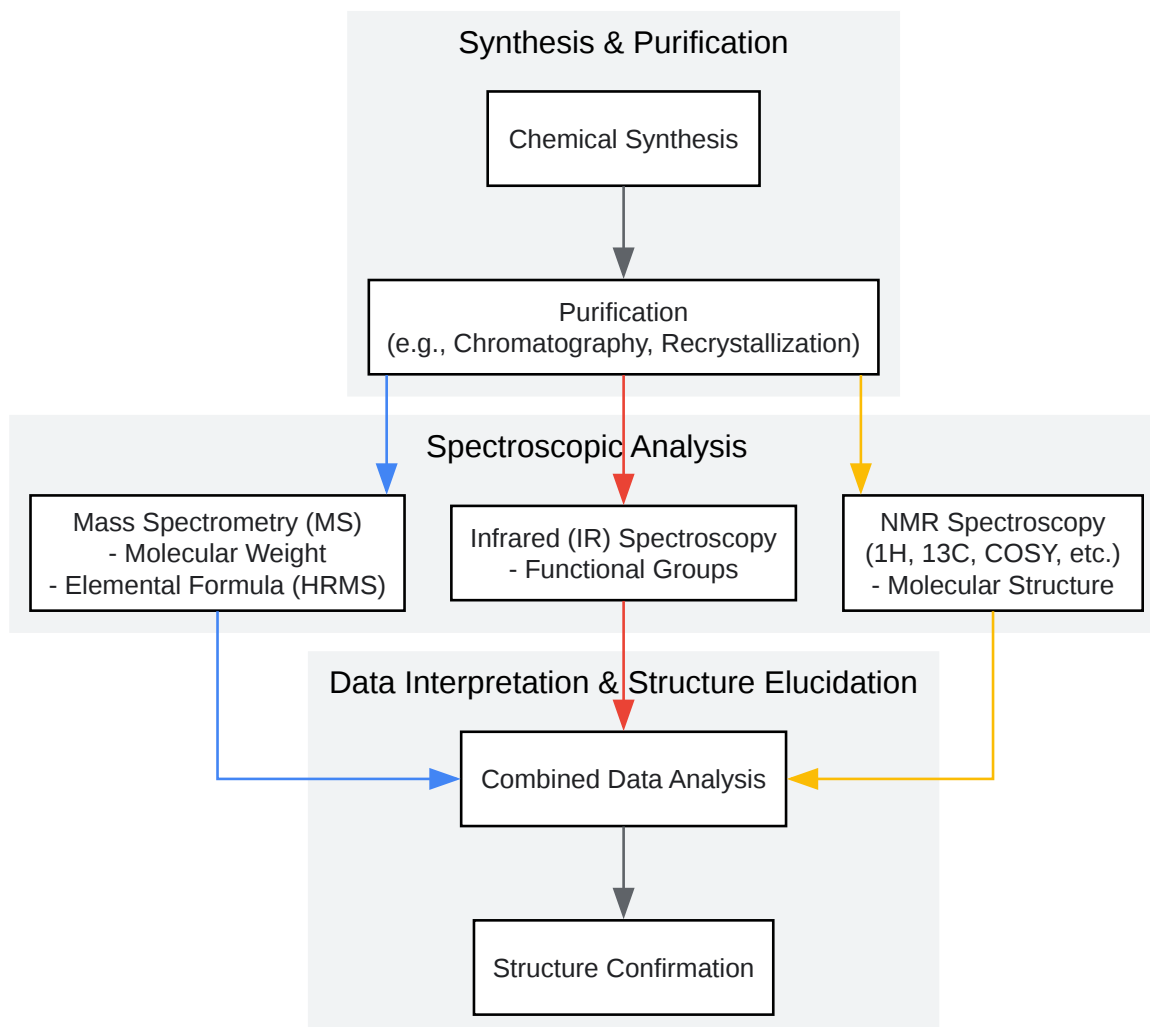 Synthesis & Purification
Chemical Synthesis
Purification
(e.g., Chromatography, Recrystallization)
Spectroscopic Analysis
Mass Spectrometry (MS)
- Molecular Weight
- Elemental Formula (HRMS)
Infrared (IR) Spectroscopy
- Functional Groups
NMR Spectroscopy
(1H, 13C, COSY, etc.)
- Molecular Structure
Data Interpretation & Structure Elucidation
Combined Data Analysis
Structure Confirmation